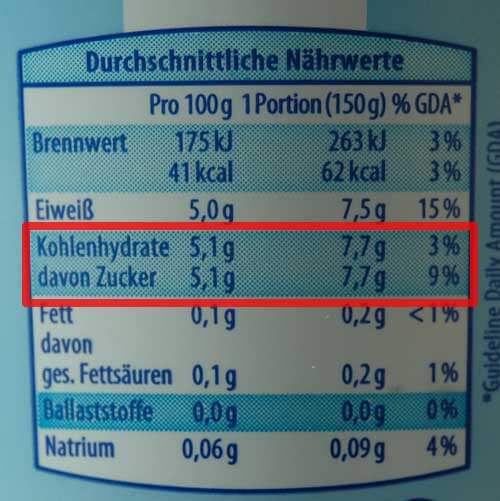 Durchschnittliche Nährwerte
Pro 100g 1 Portion (150g) % GDA*
Brennwert 175 kJ 263 kJ 3%
41 kcal 62 kcal 3%
Eiweiß 5,0g 7,5g 15%
Kohlenhydrate 5,1g 7,7g 3%
davon Zucker 5,1g 7,7g 9%
Fett 0,1g 0,2g <1%
davon
ges. Fettsäuren 0,1g 0,2g 1%
Ballaststoffe 0,0g 0,0g 0%
Natrium 0,06g 0,09g 4%
*Guideline Daily Amount (GDA)